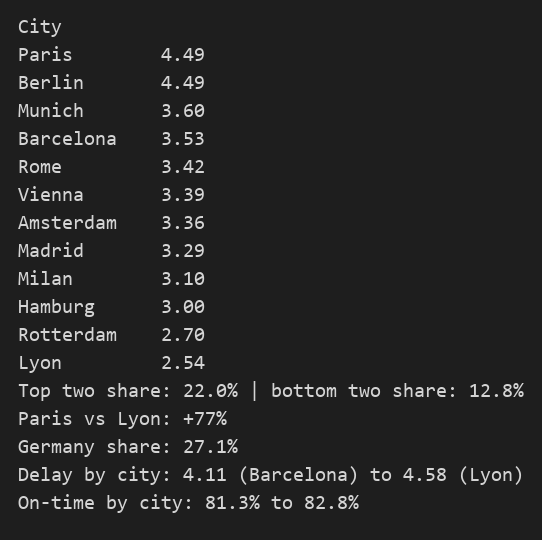 City
Paris 4.49
Berlin 4.49
Munich 3.60
Barcelona 3.53
Rome 3.42
Vienna 3.39
Amsterdam 3.36
Madrid 3.29
Milan 3.10
Hamburg 3.00
Rotterdam 2.70
Lyon 2.54
Top two share: 22.0% | bottom two share: 12.8%
Paris vs Lyon: +77%
Germany share: 27.1%
Delay by city: 4.11 (Barcelona) to 4.58 (Lyon)
On-time by city: 81.3% to 82.8%